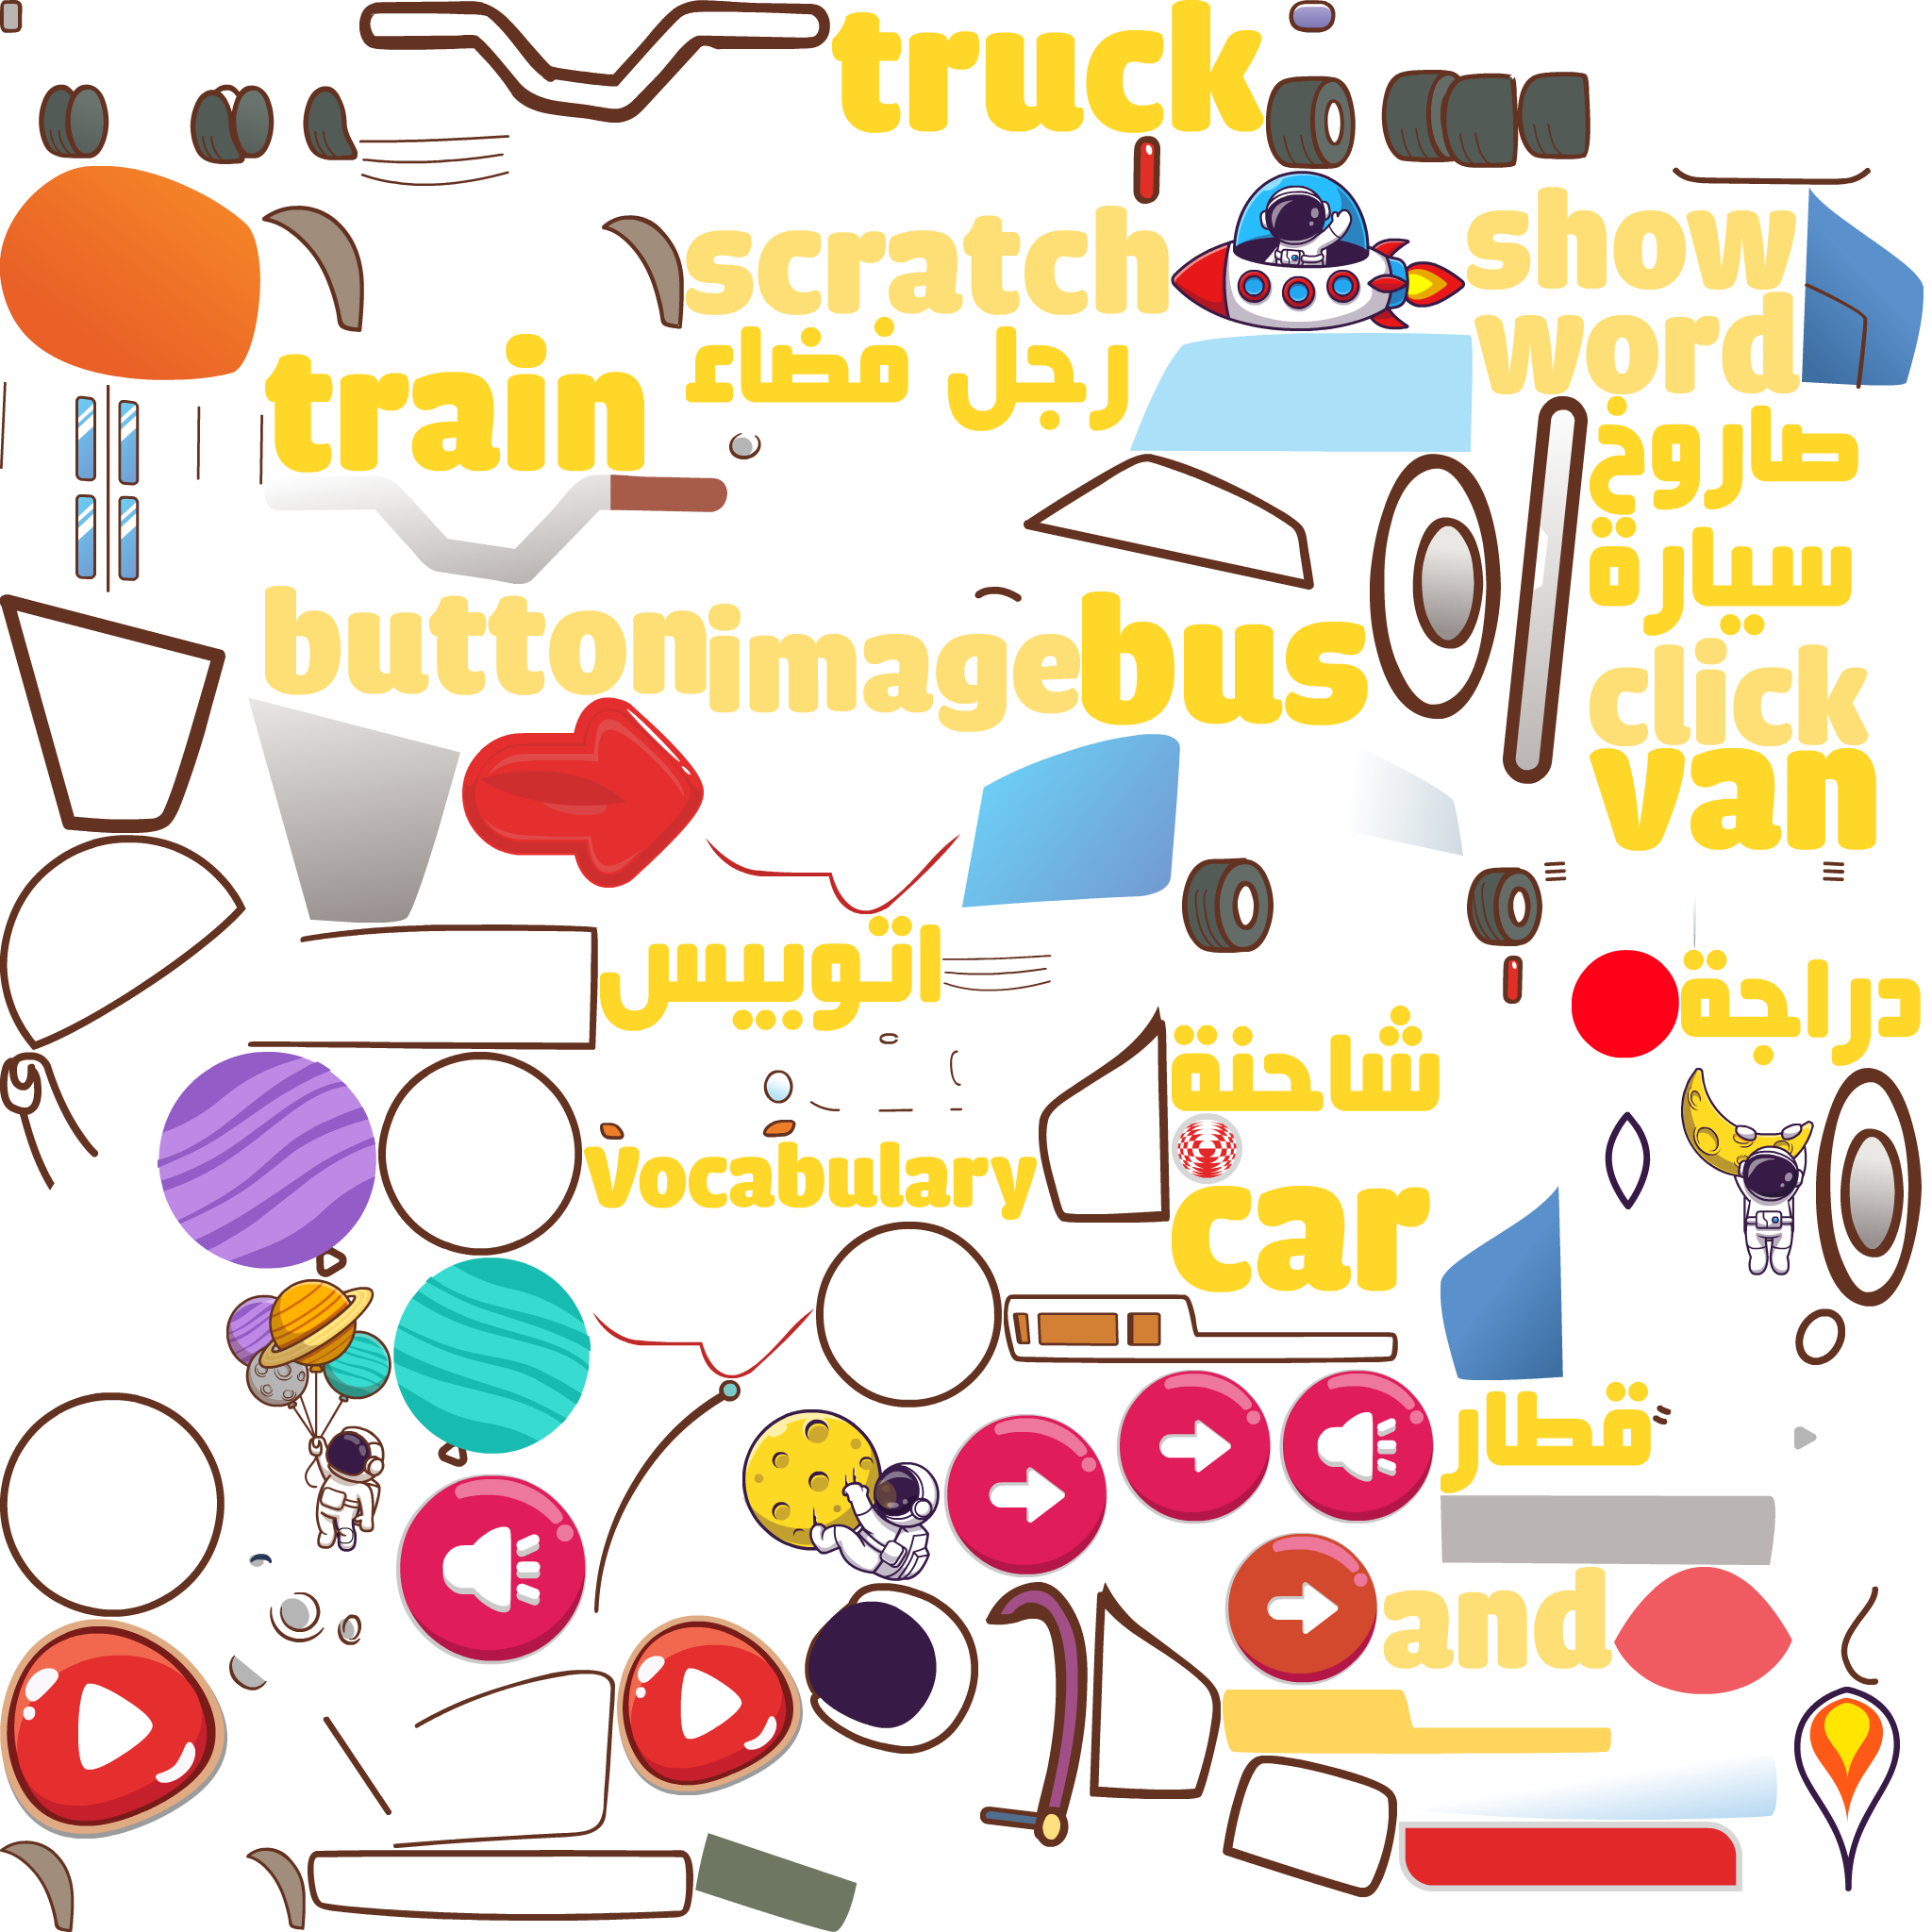 truck
scratch
show
word
train
رجل فضاء
صاروخ
سيارة
button
image
bus
click
van
اتوبيس
دراجة
شاحنة
Vocabulary
car
قطار
and